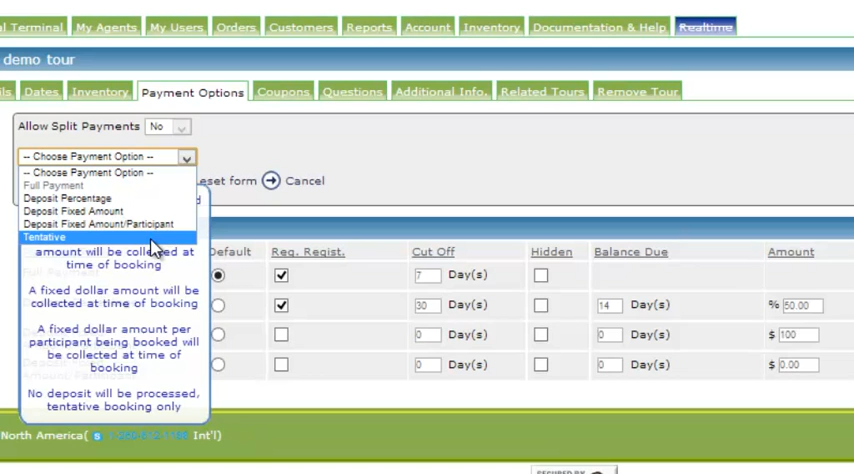 al Terminal My Agents My Users Orders Customers Reports Account Inventory Documentation & Help Realtime
demo tour
ils Dates Inventory Payment Options Coupons Questions Additional Info. Related Tours Remove Tour
Allow Split Payments No
-- Choose Payment Option --
-- Choose Payment Option --
Full Payment
eset form Cancel
Deposit Percentage
Deposit Fixed Amount
Deposit Fixed Amount/Participant
Tentative
Default Req. Regist. Cut Off Hidden Balance Due Amount
amount will be collected at
time of booking
7 Day(s)
A fixed dollar amount will be
collected at time of booking
30 Day(s) 14 Day(s) % 50.00
A fixed dollar amount per
participant being booked will
be collected at time of
booking
0 Day(s) 0 Day(s) $ 100
0 Day(s) 0 Day(s) $ 0.00
No deposit will be processed,
tentative booking only
North America( Int'l)
SECURED BY